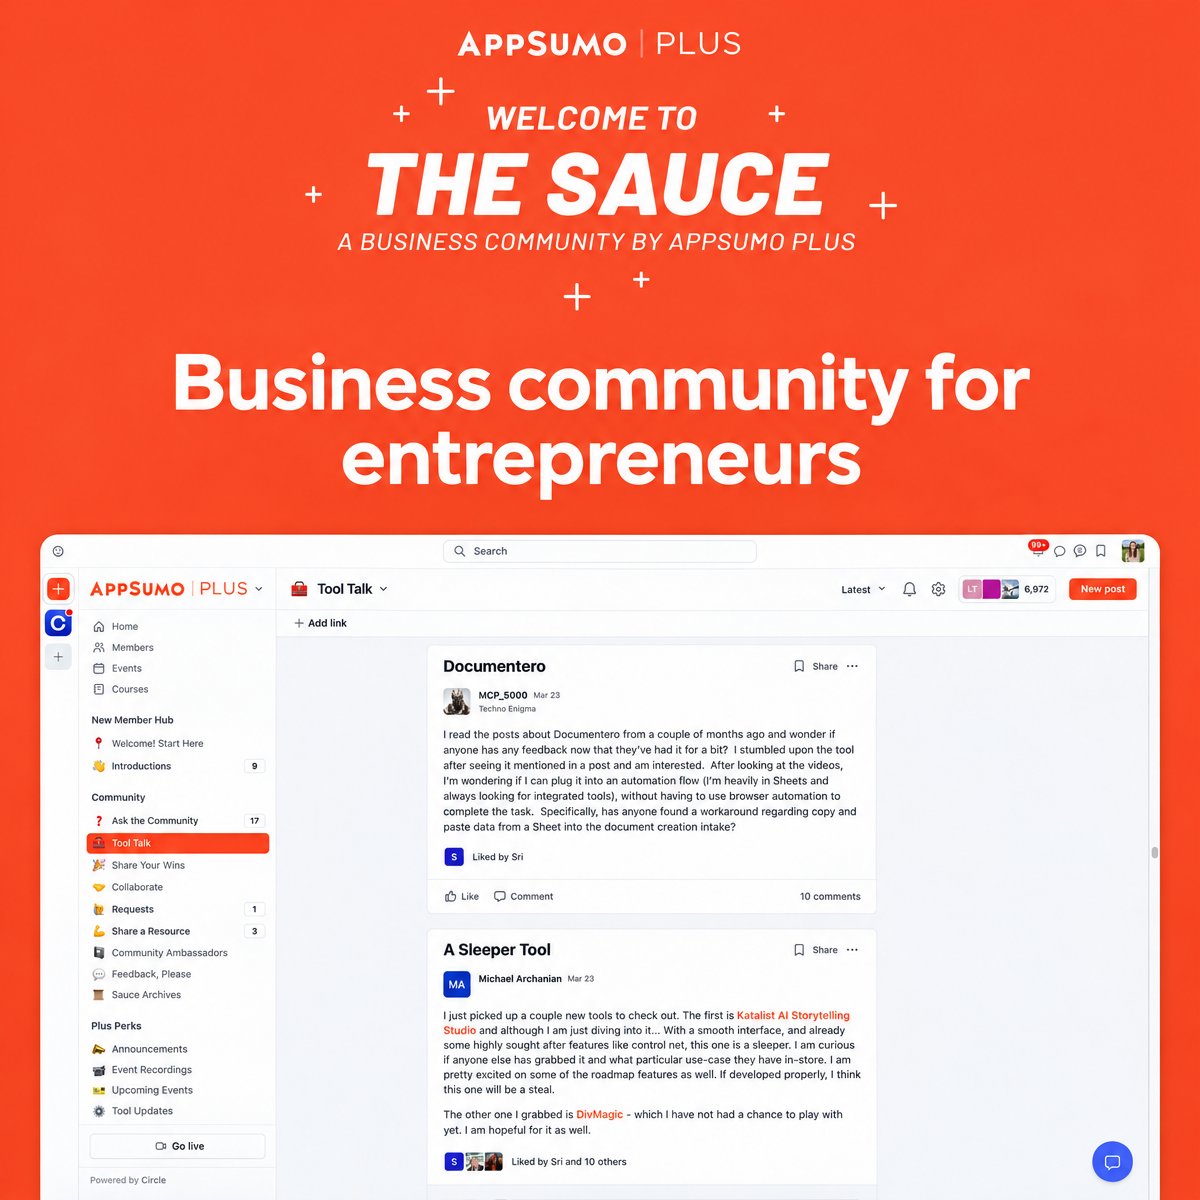 APPSUMO | PLUS
WELCOME TO
THE SAUCE
A BUSINESS COMMUNITY BY APPSUMO PLUS
Business community for
entrepreneurs
Search
99+
APPSUMO | PLUS
Tool Talk
Latest
LT
6,972
New post
C
Add link
Home
Members
Events
Courses
New Member Hub
Welcome! Start Here
Introductions 9
Community
Ask the Community 17
Tool Talk
Share Your Wins
Collaborate
Requests 1
Share a Resource 3
Community Ambassadors
Feedback, Please
Sauce Archives
Plus Perks
Announcements
Event Recordings
Upcoming Events
Tool Updates
Go live
Powered by Circle
Documentero
Share
MCP_5000 Mar 23
Techno Enigma
I read the posts about Documentero from a couple of months ago and wonder if
anyone has any feedback now that they've had it for a bit? I stumbled upon the tool
after seeing it mentioned in a post and am interested. After looking at the videos,
I'm wondering if I can plug it into an automation flow (I'm heavily in Sheets and
always looking for integrated tools), without having to use browser automation to
complete the task. Specifically, has anyone found a workaround regarding copy and
paste data from a Sheet into the document creation intake?
S Liked by Sri
Like Comment 10 comments
A Sleeper Tool
Share
MA Michael Archanian Mar 23
I just picked up a couple new tools to check out. The first is Katalist AI Storytelling
Studio and although I am just diving into it... With a smooth interface, and already
some highly sought after features like control net, this one is a sleeper. I am curious
if anyone else has grabbed it and what particular use-case they have in-store. I am
pretty excited on some of the roadmap features as well. If developed properly, I think
this one will be a steal.
The other one I grabbed is DivMagic - which I have not had a chance to play with
yet. I am hopeful for it as well.
S Liked by Sri and 10 others